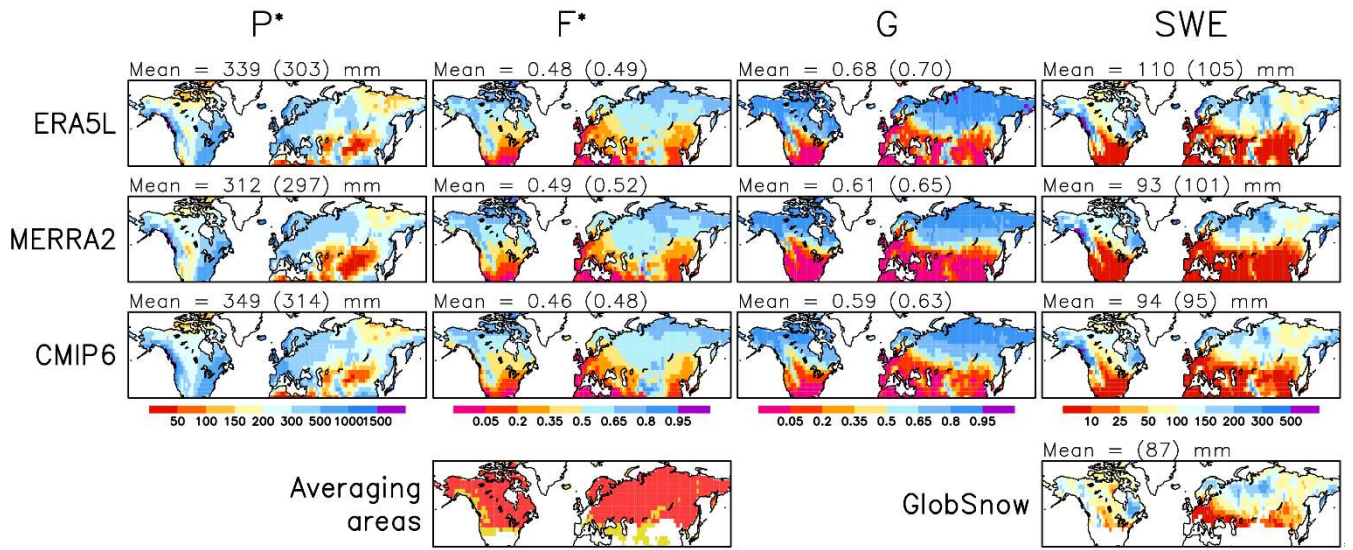 P* F* G SWE
Mean = 339 (303) mm Mean = 0.48 (0.49) Mean = 0.68 (0.70) Mean = 110 (105) mm
ERA5L
Mean = 312 (297) mm Mean = 0.49 (0.52) Mean = 0.61 (0.65) Mean = 93 (101) mm
MERRA2
Mean = 349 (314) mm Mean = 0.46 (0.48) Mean = 0.59 (0.63) Mean = 94 (95) mm
CMIP6
50 100 150 200 300 500 1000 1500 0.05 0.2 0.35 0.5 0.65 0.8 0.95 0.05 0.2 0.35 0.5 0.65 0.8 0.95 10 25 50 100 150 200 300 500
Mean = (87) mm
Averaging
areas
GlobSnow